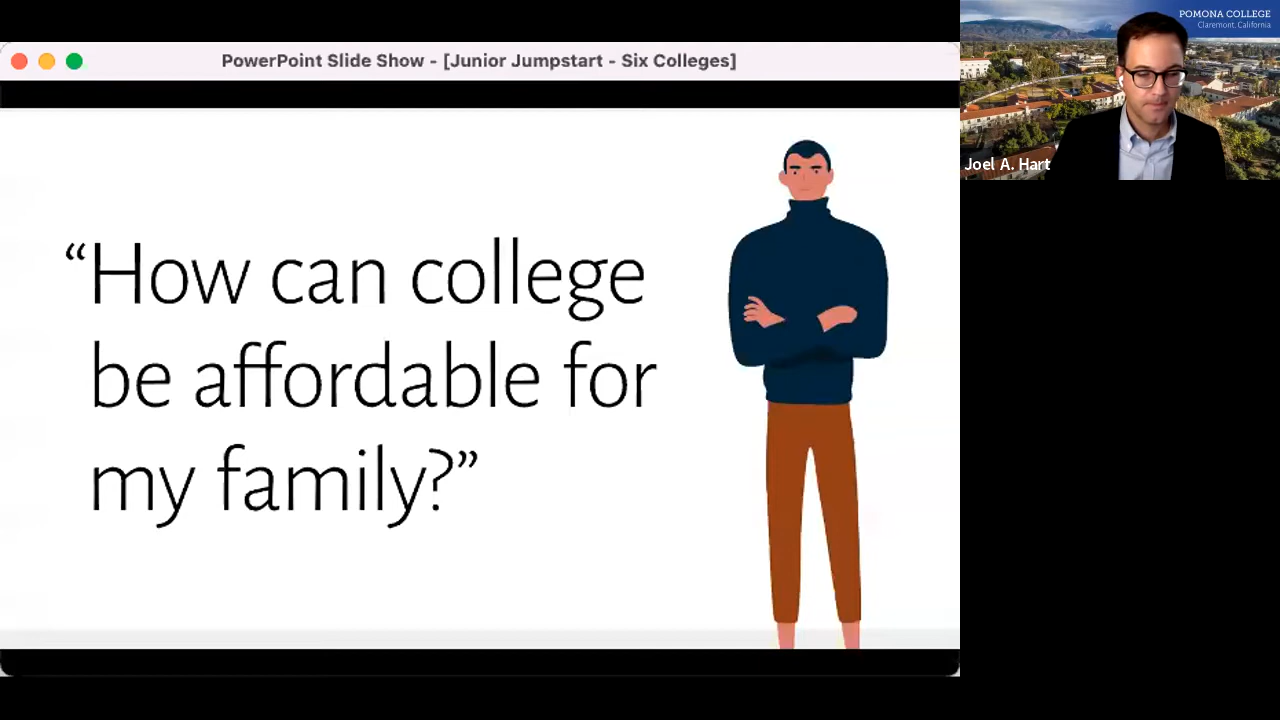 PowerPoint Slide Show - [Junior Jumpstart - Six Colleges]
“How can college
be affordable for
my family?”
POMONA COLLEGE
Claremont, California
Joel A. Hart